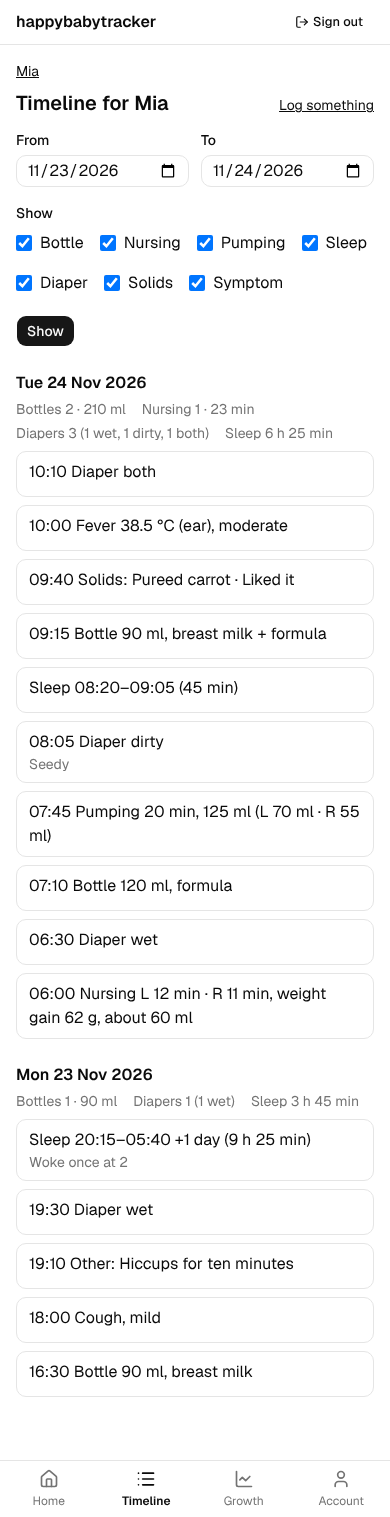 happybabytracker
Sign out
Mia
Timeline for Mia
Log something
From
To
11/23/2026
11/24/2026
Show
Bottle Nursing Pumping Sleep
Diaper Solids Symptom
Show
Tue 24 Nov 2026
Bottles 2 · 210 ml Nursing 1 · 23 min
Diapers 3 (1 wet, 1 dirty, 1 both) Sleep 6 h 25 min
10:10 Diaper both
10:00 Fever 38.5 °C (ear), moderate
09:40 Solids: Pureed carrot · Liked it
09:15 Bottle 90 ml, breast milk + formula
Sleep 08:20–09:05 (45 min)
08:05 Diaper dirty
Seedy
07:45 Pumping 20 min, 125 ml (L 70 ml · R 55
ml)
07:10 Bottle 120 ml, formula
06:30 Diaper wet
06:00 Nursing L 12 min · R 11 min, weight
gain 62 g, about 60 ml
Mon 23 Nov 2026
Bottles 1 · 90 ml Diapers 1 (1 wet) Sleep 3 h 45 min
Sleep 20:15–05:40 +1 day (9 h 25 min)
Woke once at 2
19:30 Diaper wet
19:10 Other: Hiccups for ten minutes
18:00 Cough, mild
16:30 Bottle 90 ml, breast milk
Home
Timeline
Growth
Account